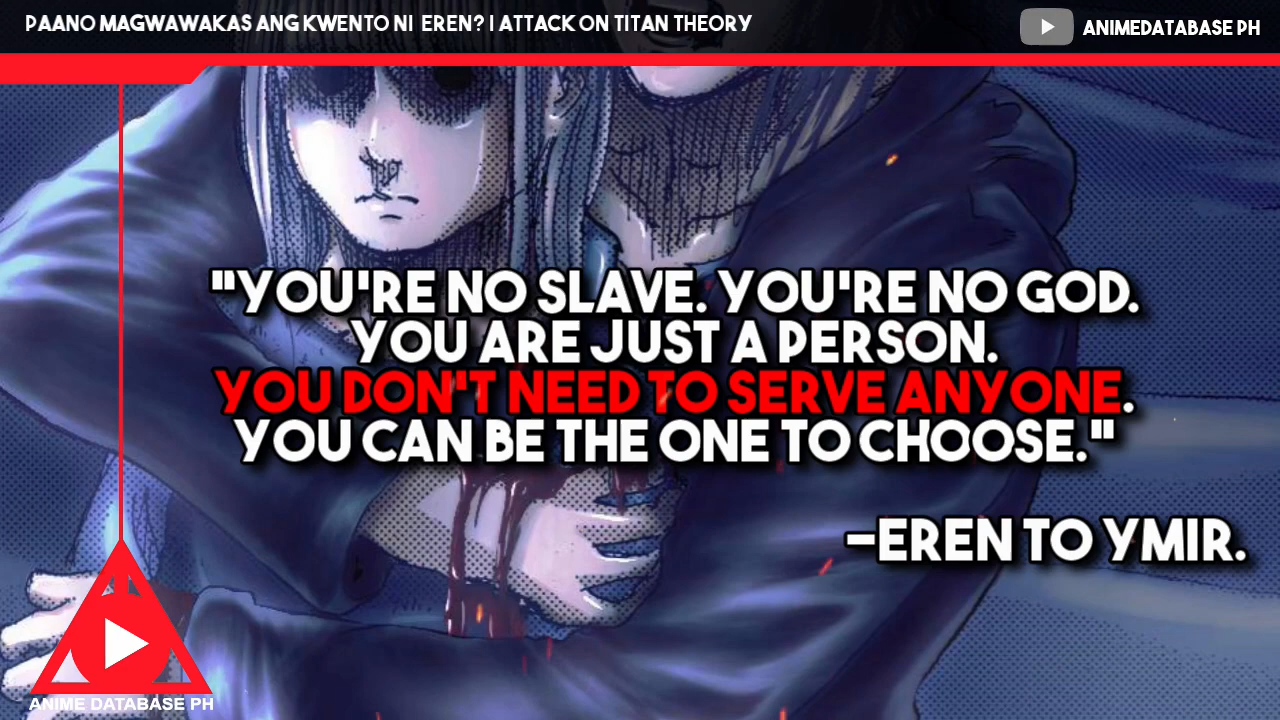 PAANO MAGWAWAKAS ANG KWENTO NI EREN? | ATTACK ON TITAN THEORY
ANIMEDATABASE PH
"YOU'RE NO SLAVE. YOU'RE NO GOD.
YOU ARE JUST A PERSON.
YOU DON'T NEED TO SERVE ANYONE.
YOU CAN BE THE ONE TO CHOOSE."
-EREN TO YMIR.
ANIME DATABASE PH